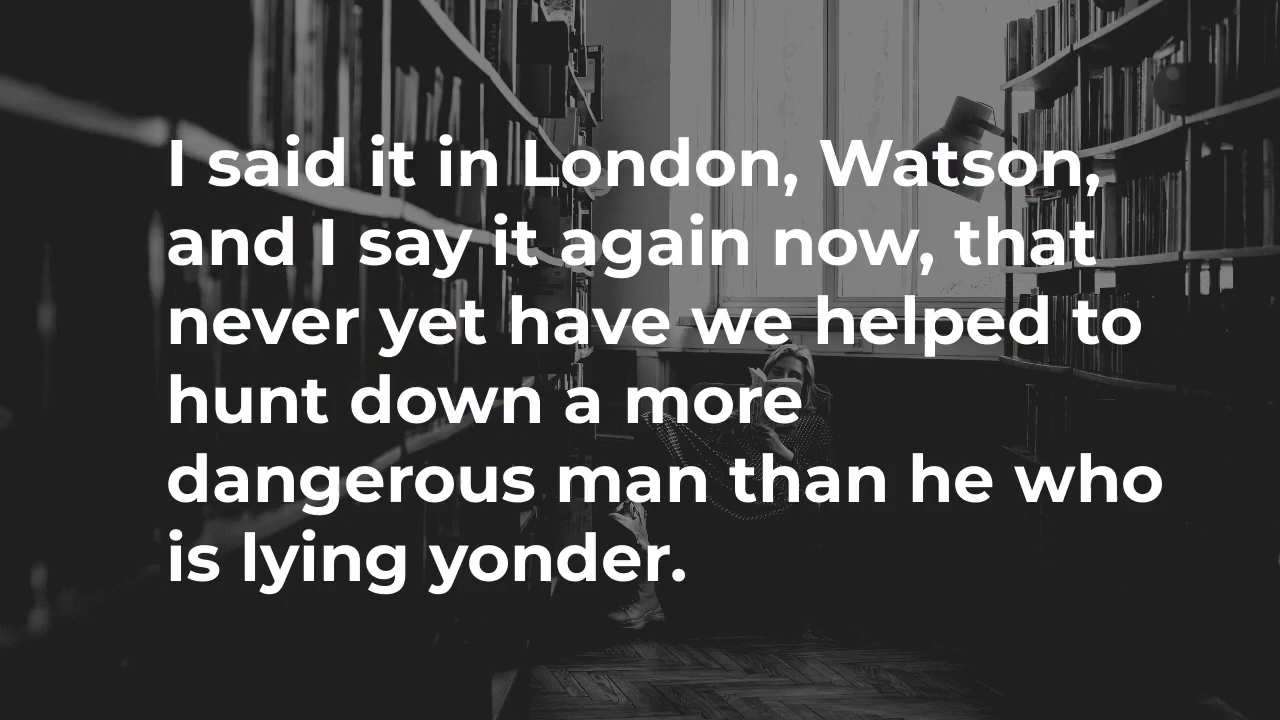 I said it in London, Watson,
and I say it again now, that
never yet have we helped to
hunt down a more
dangerous man than he who
is lying yonder.